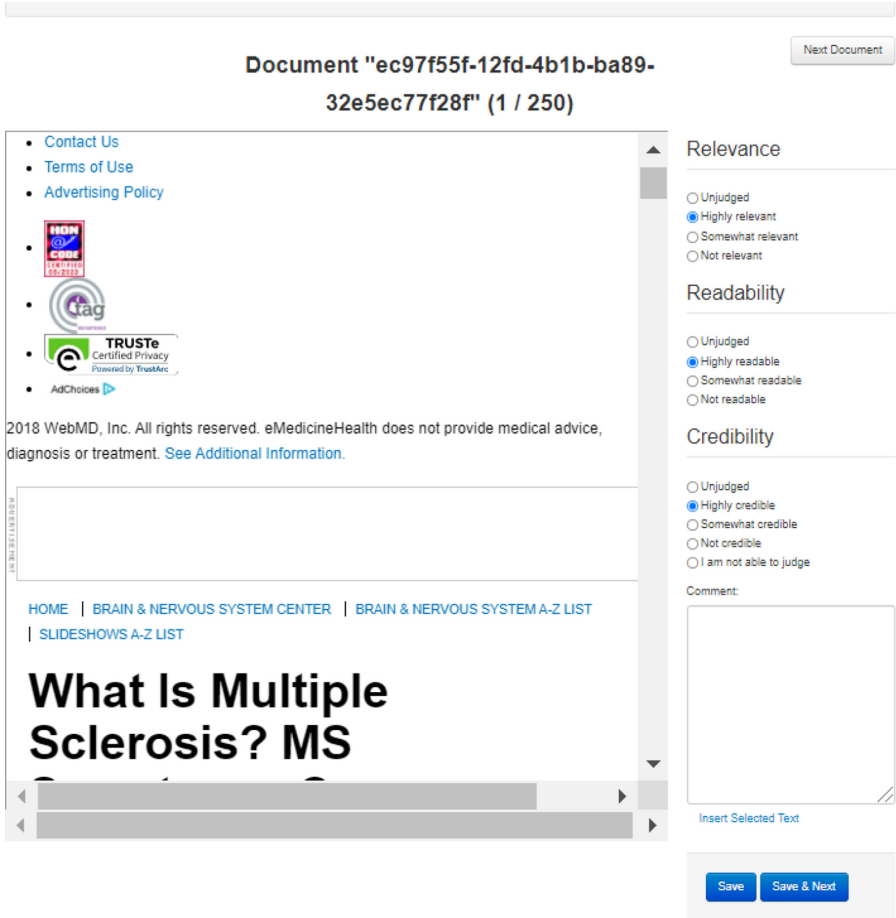 Next Document
Document "ec97f55f-12fd-4b1b-ba89-
32e5ec77f28f" (1 / 250)
Contact Us
Terms of Use
Advertising Policy
HON
@
CODE
CERTIFIED
08/2020
tag
REGISTERED
TRUSTe
Certified Privacy
Powered by TrustArc
AdChoices
2018 WebMD, Inc. All rights reserved. eMedicineHealth does not provide medical advice,
diagnosis or treatment. See Additional Information.
ADVERTISEMENT
HOME | BRAIN & NERVOUS SYSTEM CENTER | BRAIN & NERVOUS SYSTEM A-Z LIST
| SLIDESHOWS A-Z LIST
What Is Multiple
Sclerosis? MS
Relevance
Unjudged
Highly relevant
Somewhat relevant
Not relevant
Readability
Unjudged
Highly readable
Somewhat readable
Not readable
Credibility
Unjudged
Highly credible
Somewhat credible
Not credible
I am not able to judge
Comment:
Insert Selected Text
Save Save & Next